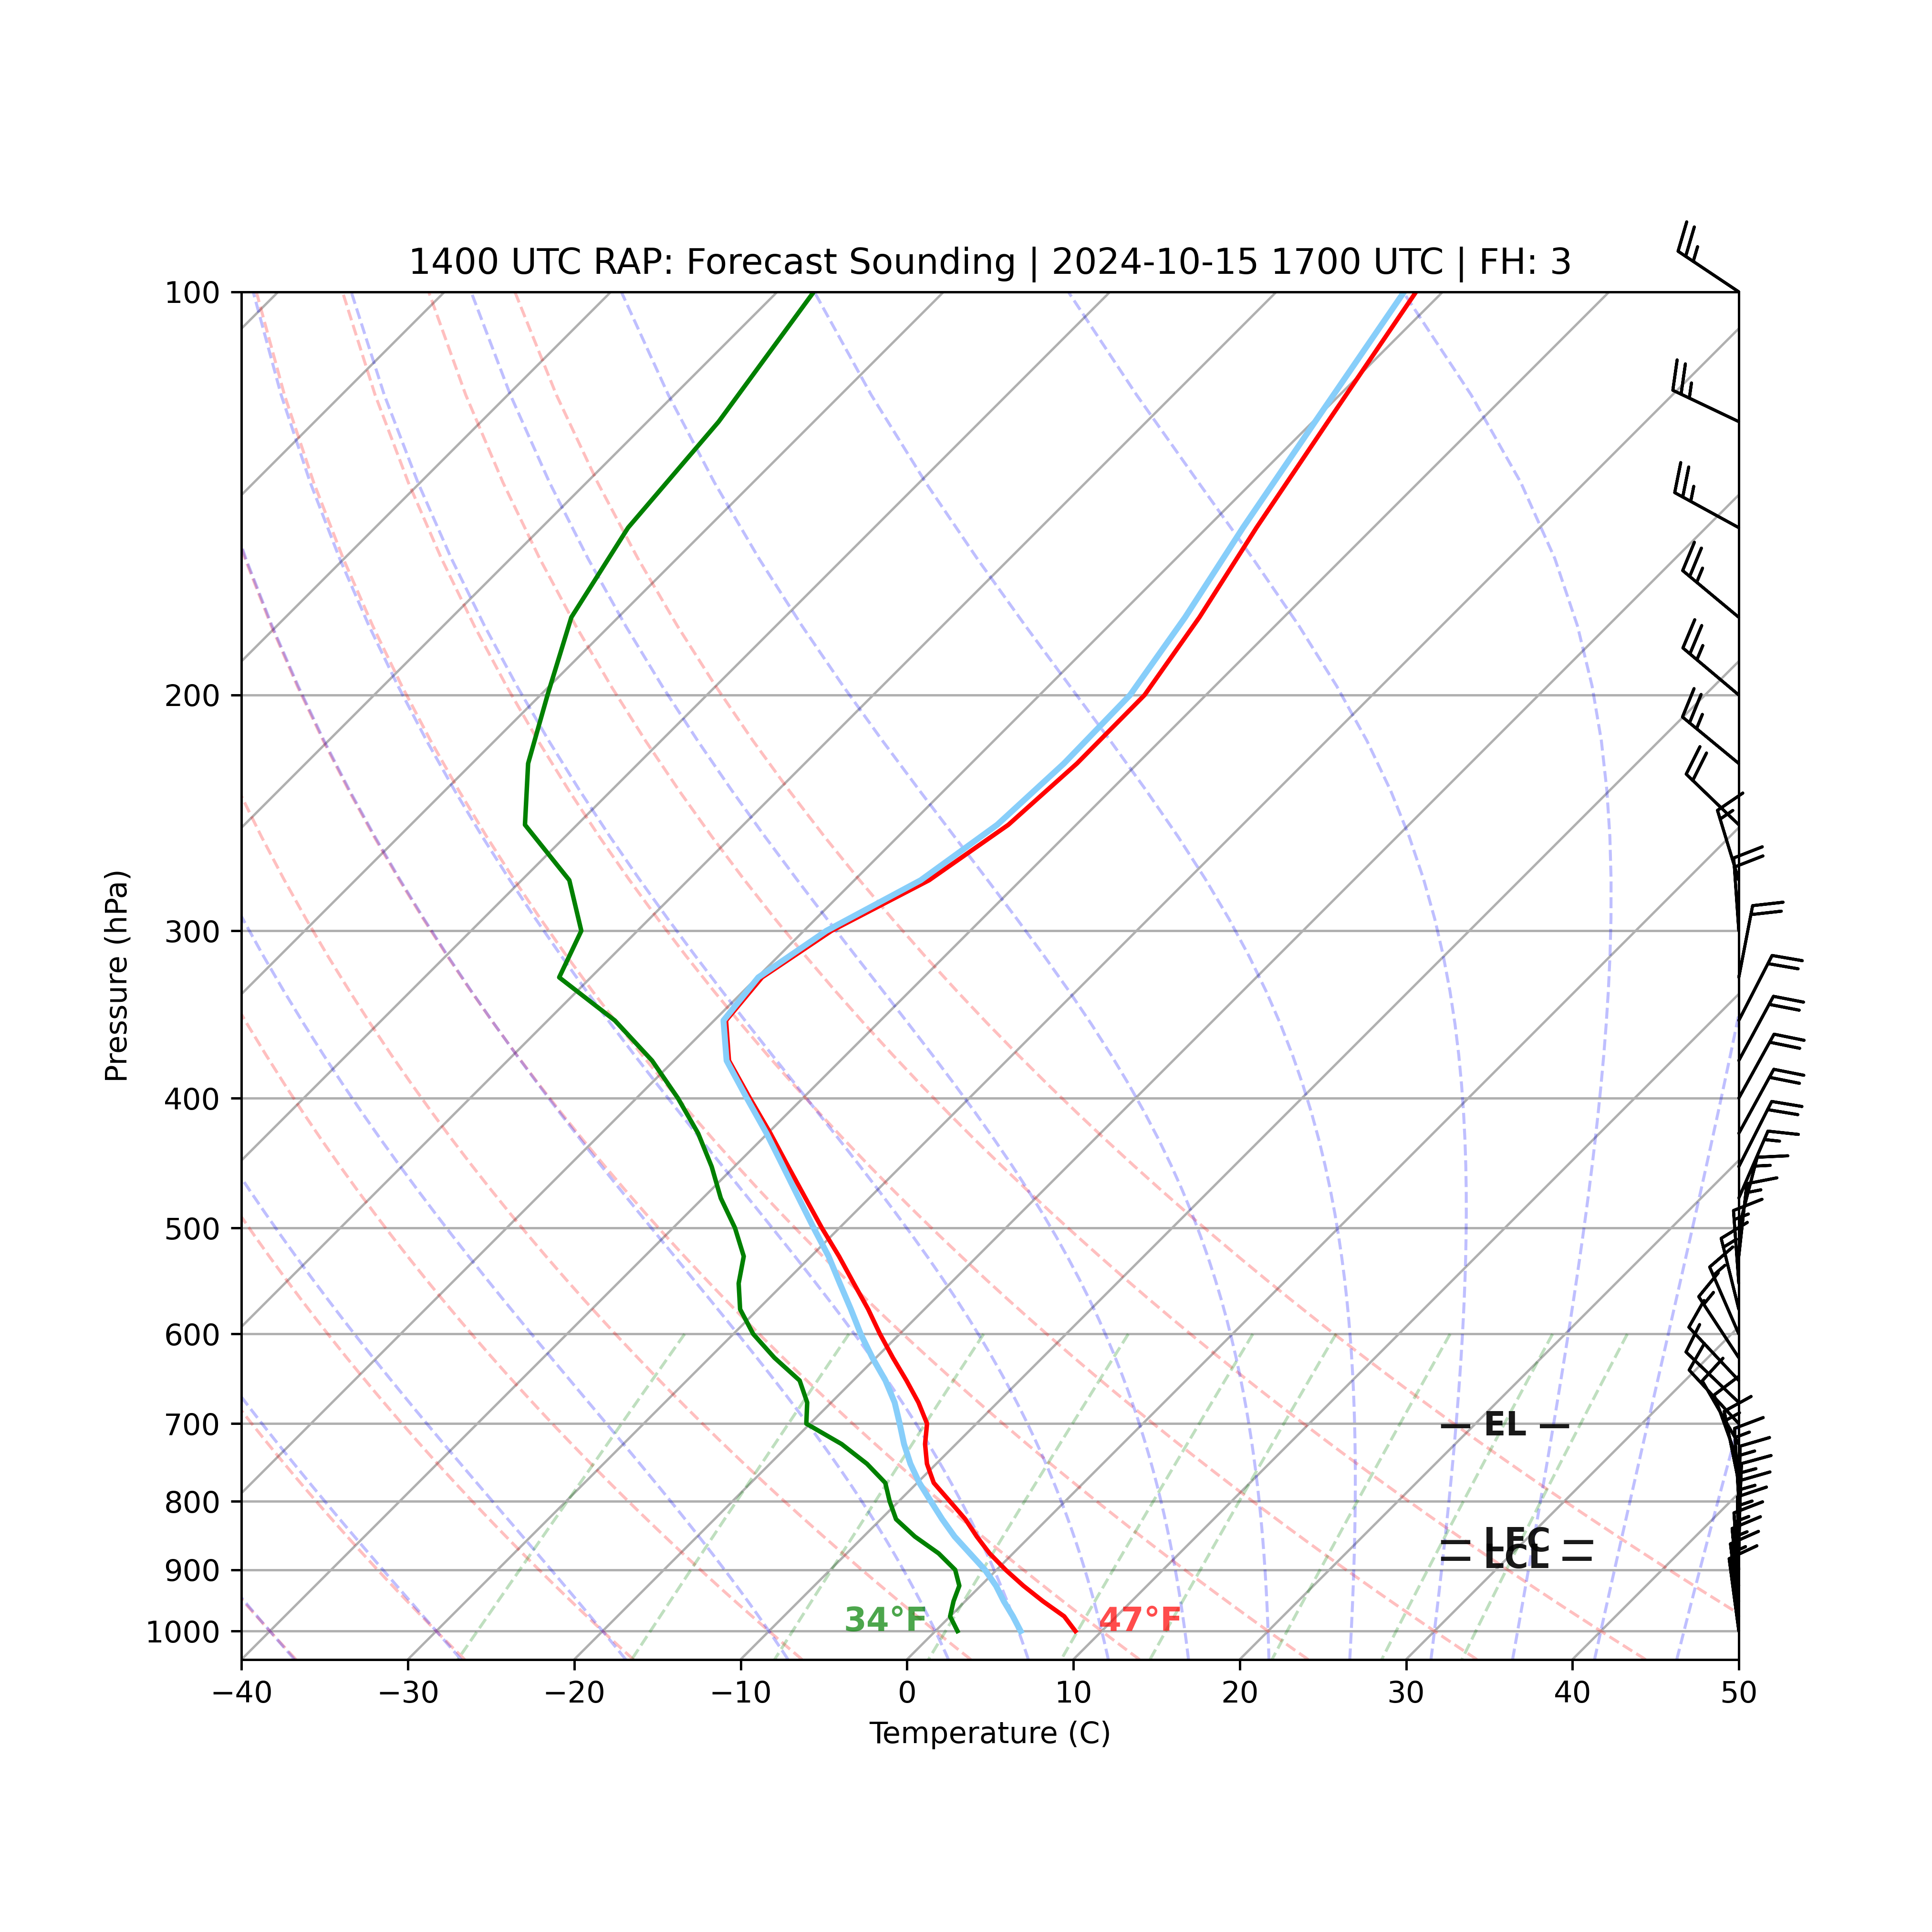 1400 UTC RAP: Forecast Sounding | 2024-10-15 1700 UTC | FH: 3
100
200
300
400
500
600
700
800
900
1000
Pressure (hPa)
— EL —
— LFC —
— LCL —
34°F
47°F
−40 −30 −20 −10 0 10 20 30 40 50
Temperature (C)